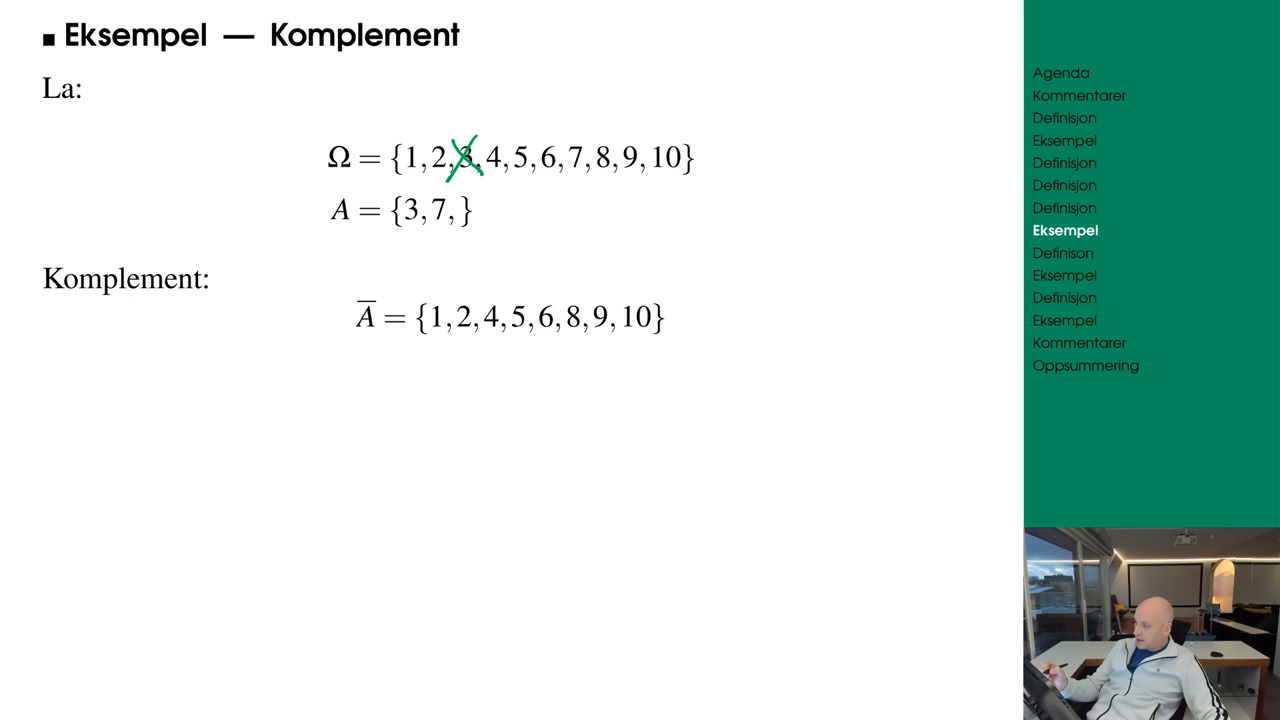 ▪ Eksempel — Komplement
La:
Ω = {1, 2, 3, 4, 5, 6, 7, 8, 9, 10}
A = {3, 7, }
Komplement:
A̅ = {1, 2, 4, 5, 6, 8, 9, 10}
Agenda
Kommentarer
Definisjon
Eksempel
Definisjon
Definisjon
Definisjon
Eksempel
Definison
Eksempel
Definisjon
Eksempel
Kommentarer
Oppsummering